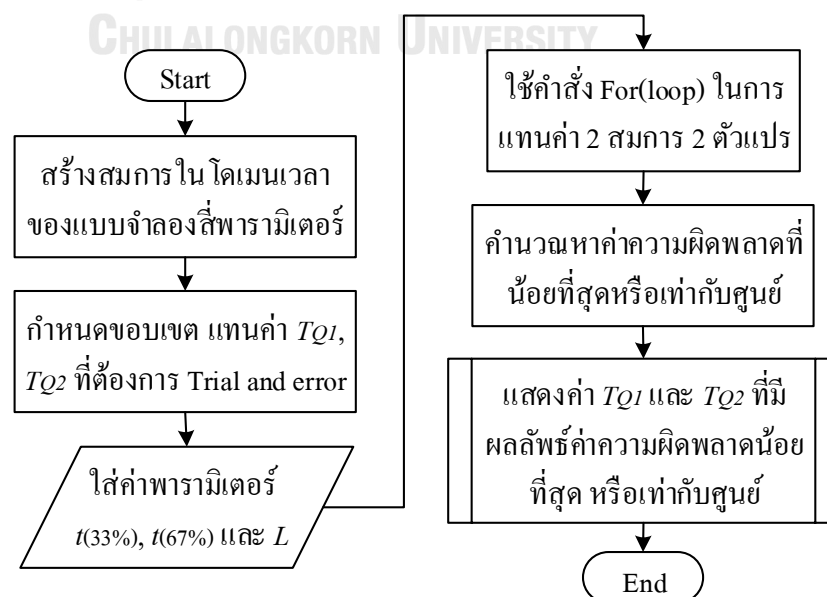 CHULALONGKORN UNIVERSITY
Start
สร้างสมการในโดเมนเวลา
ของแบบจำลองสี่พารามิเตอร์
กำหนดขอบเขต แทนค่า TQ1,
TQ2 ที่ต้องการ Trial and error
ใส่ค่าพารามิเตอร์
t(33%), t(67%) และ L
ใช้คำสั่ง For(loop) ในการ
แทนค่า 2 สมการ 2 ตัวแปร
คำนวณหาค่าความผิดพลาดที่
น้อยที่สุดหรือเท่ากับศูนย์
แสดงค่า TQ1 และ TQ2 ที่มี
ผลลัพธ์ค่าความผิดพลาดน้อย
ที่สุด หรือเท่ากับศูนย์
End